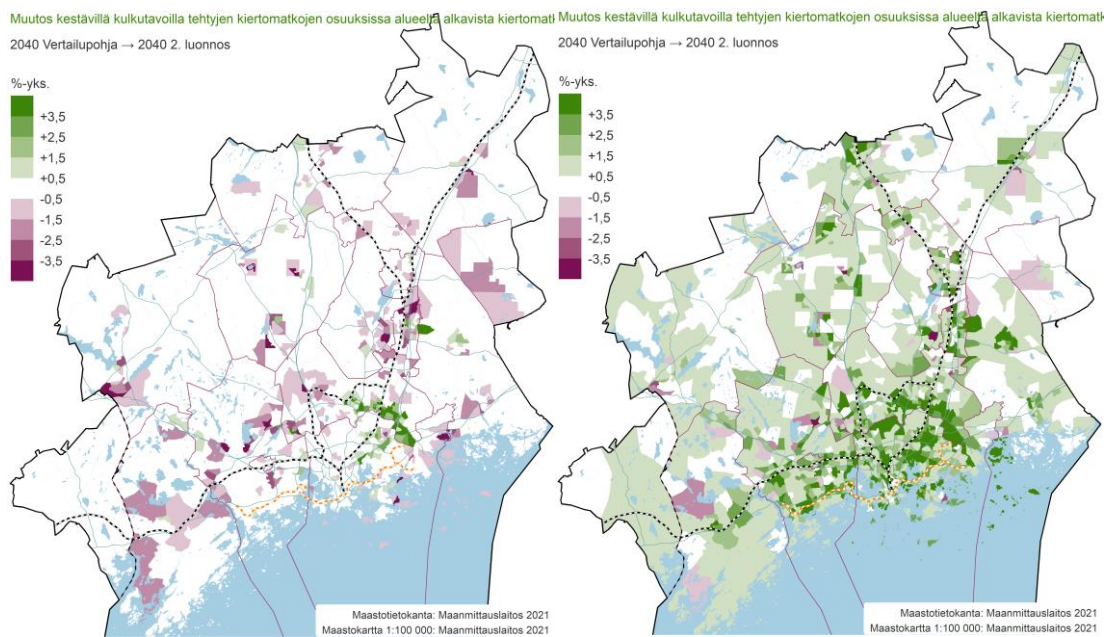 Muutos kestävillä kulkutavoilla tehtyjen kiertomatkojen osuuksissa alueelta alkavista kiertomatk
2040 Vertailupohja → 2040 2. luonnos
%-yks.
+3,5
+2,5
+1,5
+0,5
-0,5
-1,5
-2,5
-3,5
Maastotietokanta: Maanmittauslaitos 2021
Maastokartta 1:100 000: Maanmittauslaitos 2021
Muutos kestävillä kulkutavoilla tehtyjen kiertomatkojen osuuksissa alueelta alkavista kiertomatk
2040 Vertailupohja → 2040 2. luonnos
%-yks.
+3,5
+2,5
+1,5
+0,5
-0,5
-1,5
-2,5
-3,5
Maastotietokanta: Maanmittauslaitos 2021
Maastokartta 1:100 000: Maanmittauslaitos 2021